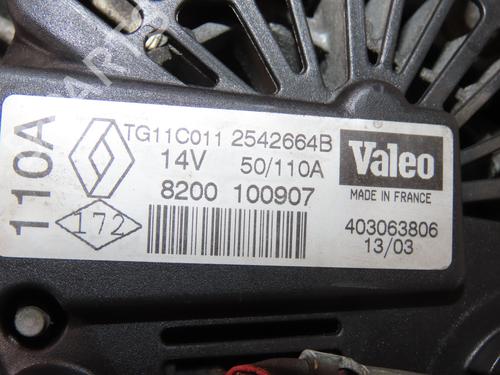 110A
TG11C011 2542664B
14V 50/110A
8200 100907
172
Valeo
MADE IN FRANCE
403063806
13/03